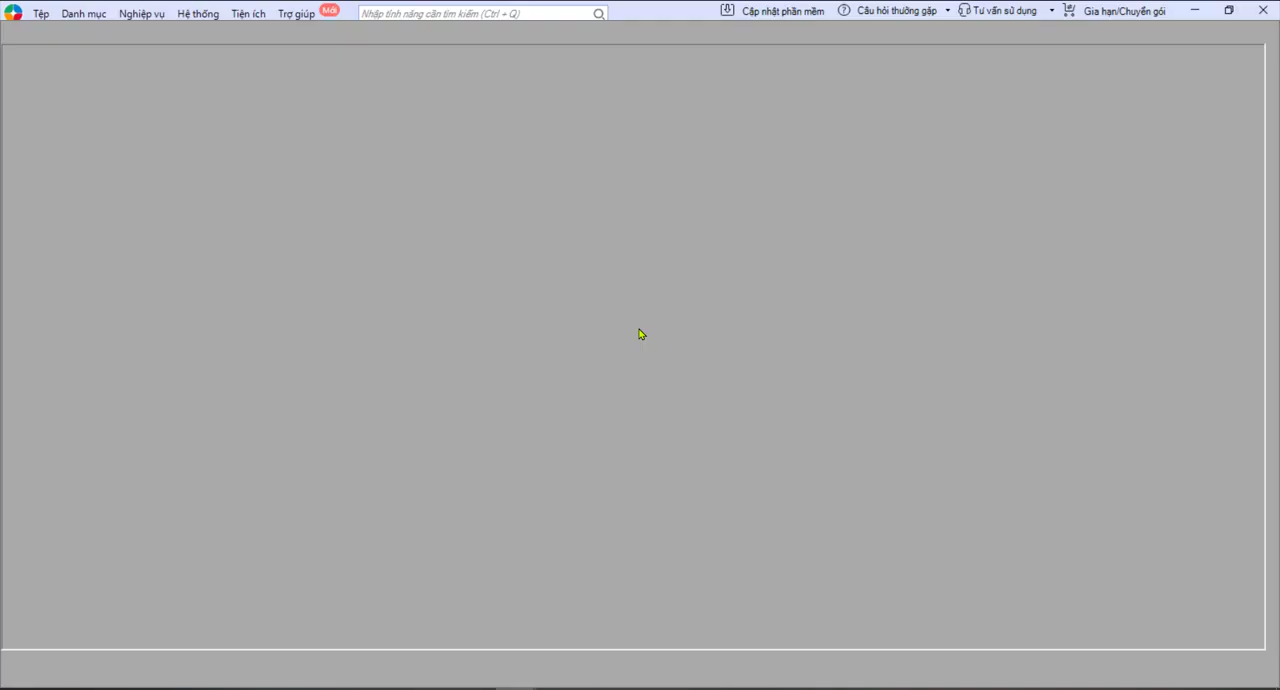 Tệp Danh mục Nghiệp vụ Hệ thống Tiện ích Trợ giúp Mới Nhập tính năng cần tìm kiếm (Ctrl + Q) Cập nhật phần mềm Câu hỏi thường gặp Tư vấn sử dụng Gia hạn/Chuyển gói